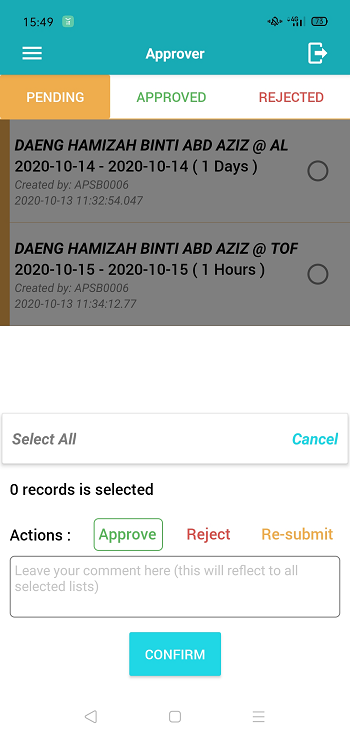 15:49
4G
78
Approver
PENDING
APPROVED
REJECTED
DAENG HAMIZAH BINTI ABD AZIZ @ AL
2020-10-14 - 2020-10-14 ( 1 Days )
Created by: APSB0006
2020-10-13 11:32:54.047
DAENG HAMIZAH BINTI ABD AZIZ @ TOF
2020-10-15 - 2020-10-15 ( 1 Hours )
Created by: APSB0006
2020-10-13 11:34:12.77
Select All
Cancel
0 records is selected
Actions :
Approve
Reject
Re-submit
Leave your comment here (this will reflect to all
selected lists)
CONFIRM